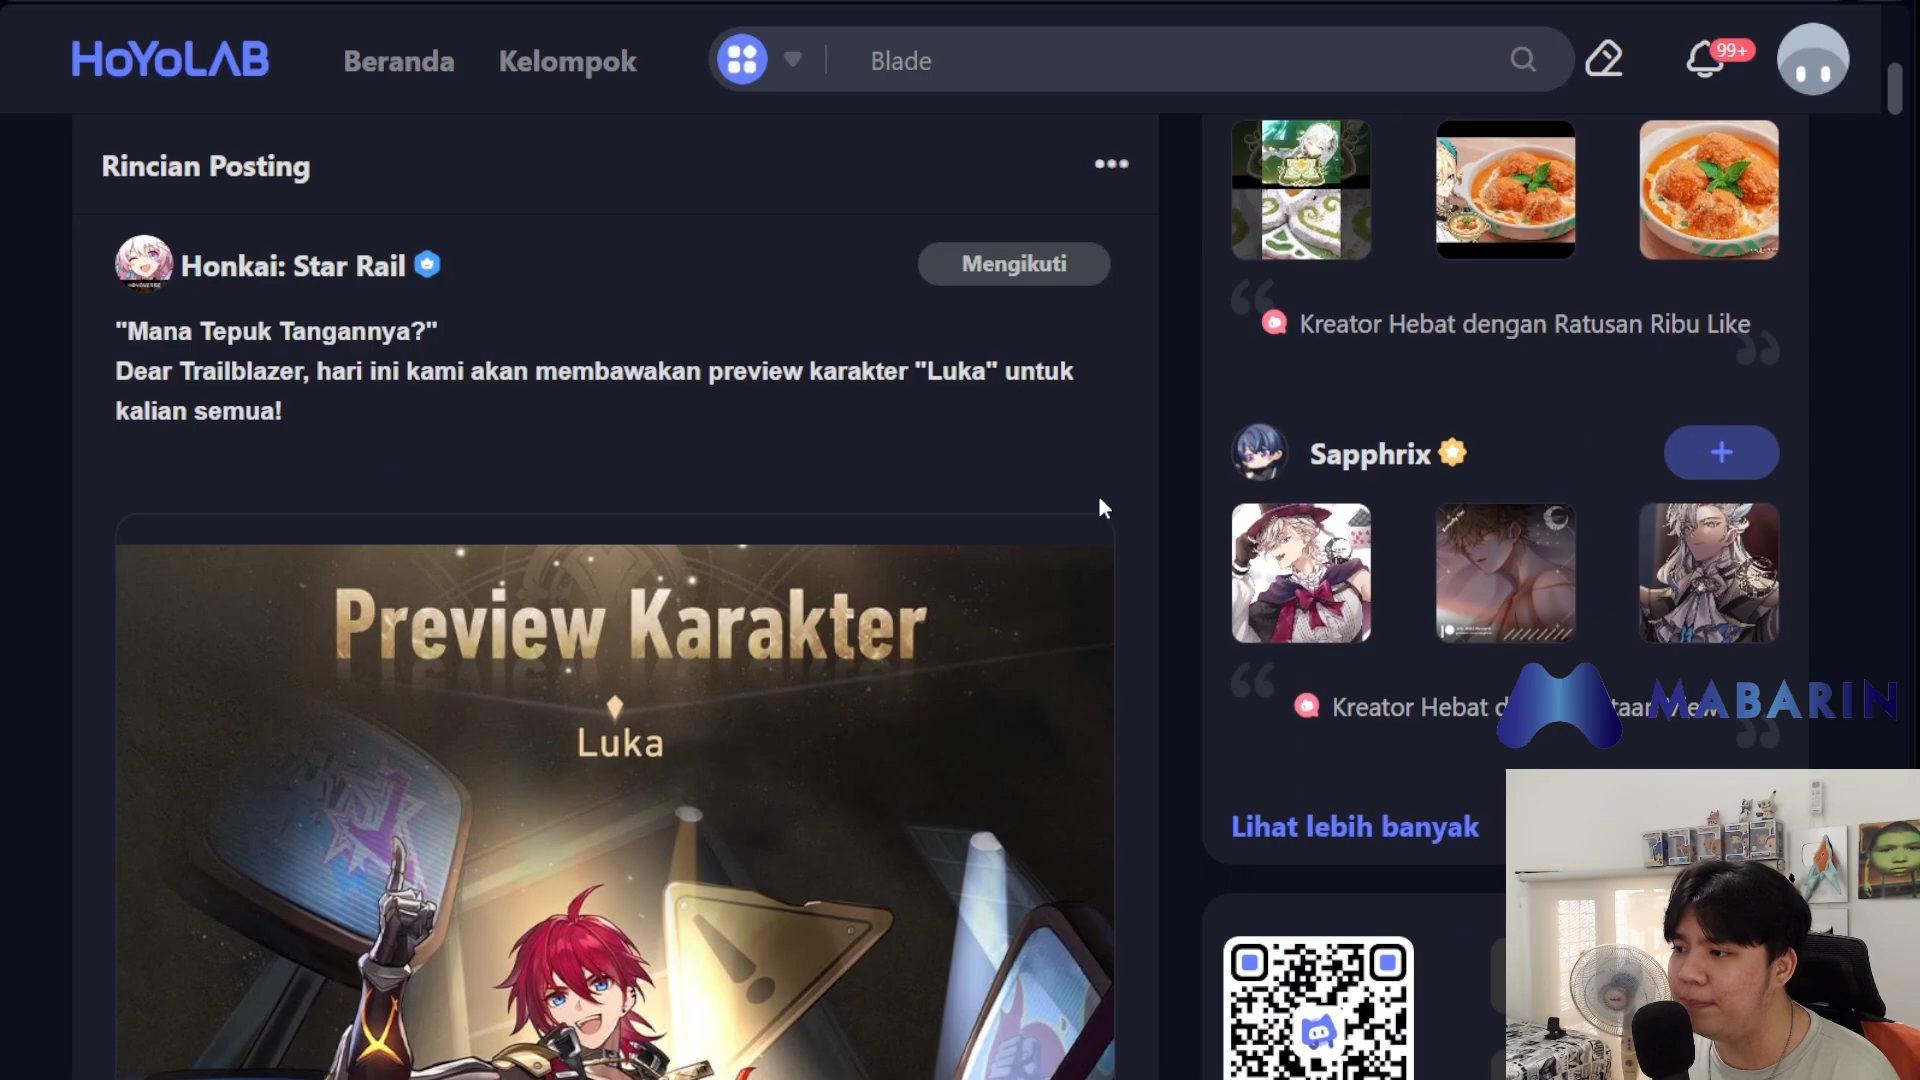 HoYoLAB
Beranda
Kelompok
Blade
99+
Rincian Posting
Honkai: Star Rail
Mengikuti
"Mana Tepuk Tangannya?"
Dear Trailblazer, hari ini kami akan membawakan preview karakter "Luka" untuk
kalian semua!
Preview Karakter
Luka
Kreator Hebat dengan Ratusan Ribu Like
Sapphrix
Kreator Hebat
MABARIN
Lihat lebih banyak